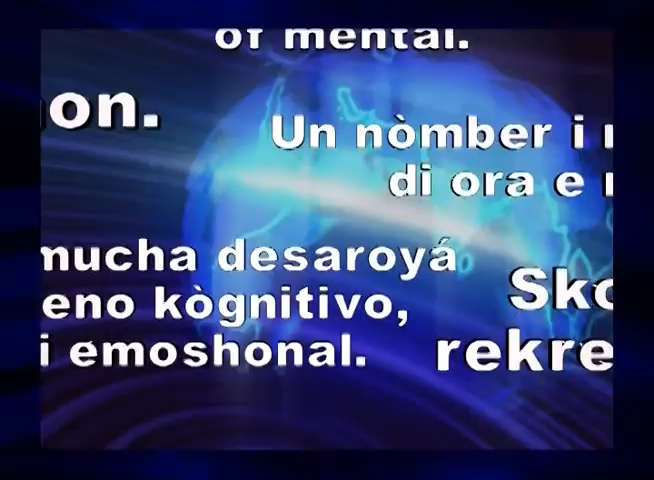 of mental.
on.
Un nòmber i
di ora e
mucha desaroyá
eno kògnitivo,
i emoshonal.
Sko
rekre